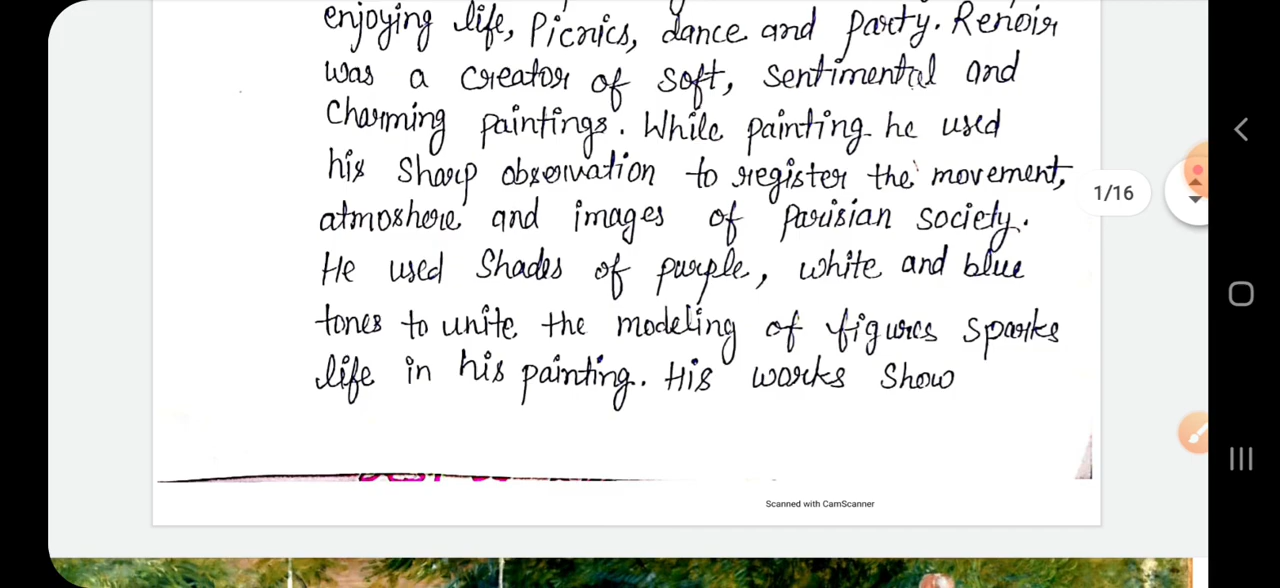 enjoying life, Picnics, dance and party. Renoir
was a creator of soft, sentimental and
charming paintings. While painting he used
his sharp observation to register the movement,
atmoshere and images of Parisian society.
He used shades of purple, white and blue
tones to unite the modeling of figures sparks
life in his painting. His works show
1/16
Scanned with CamScanner